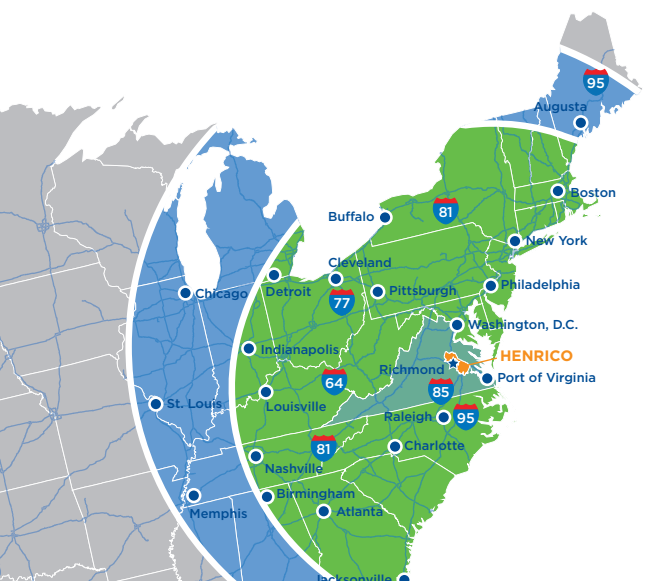 95
Augusta
Boston
Buffalo
81
New York
Cleveland
Chicago
Detroit
77
Pittsburgh
Philadelphia
Washington, D.C.
Indianapolis
HENRICO
Richmond
64
85
Port of Virginia
St. Louis
Louisville
Raleigh
95
81
Charlotte
Nashville
Birmingham
Memphis
Atlanta
Jacksonville